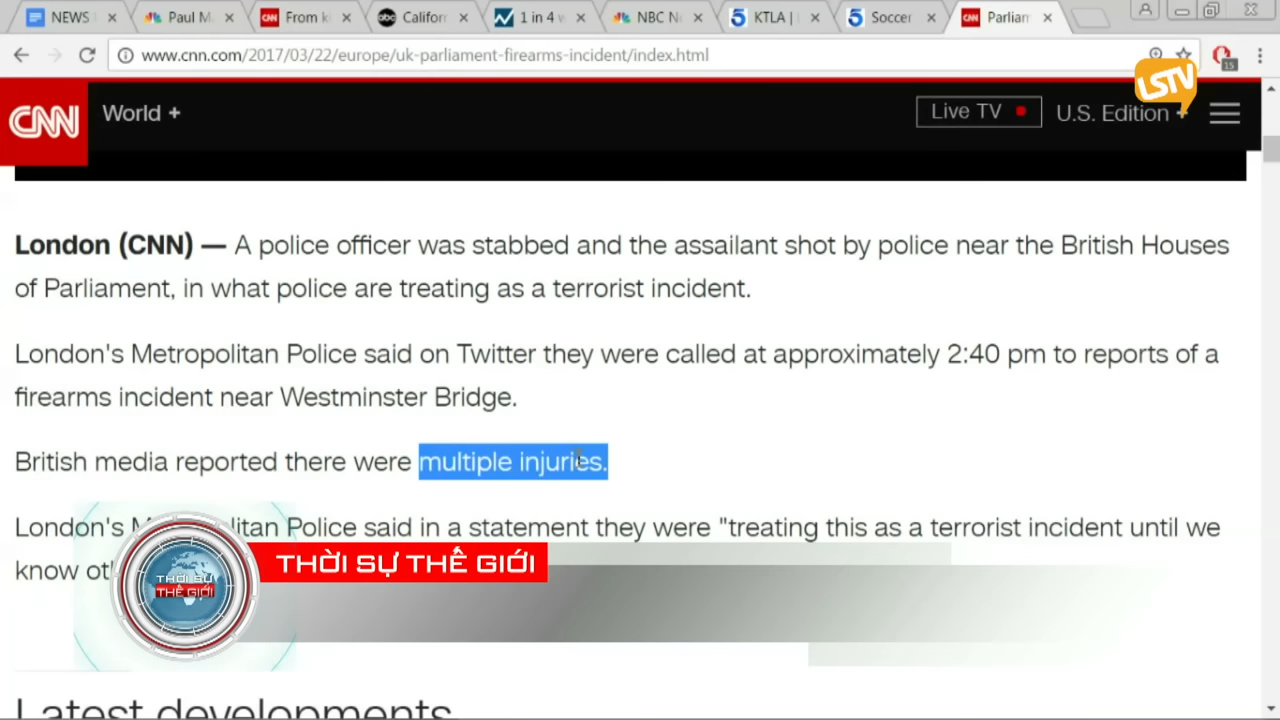 NEWS
Paul M
From k
Califor
1 in 4 w
NBC N
KTLA |
Soccer
Parliam
www.cnn.com/2017/03/22/europe/uk-parliament-firearms-incident/index.html
15
LSTV
CNN
World +
Live TV
U.S. Edition +
London (CNN) — A police officer was stabbed and the assailant shot by police near the British Houses
of Parliament, in what police are treating as a terrorist incident.
London's Metropolitan Police said on Twitter they were called at approximately 2:40 pm to reports of a
firearms incident near Westminster Bridge.
British media reported there were multiple injuries.
London's Metropolitan Police said in a statement they were "treating this as a terrorist incident until we
know
THỜI SỰ THẾ GIỚI
THỜI SỰ
THẾ GIỚI
Latest developments